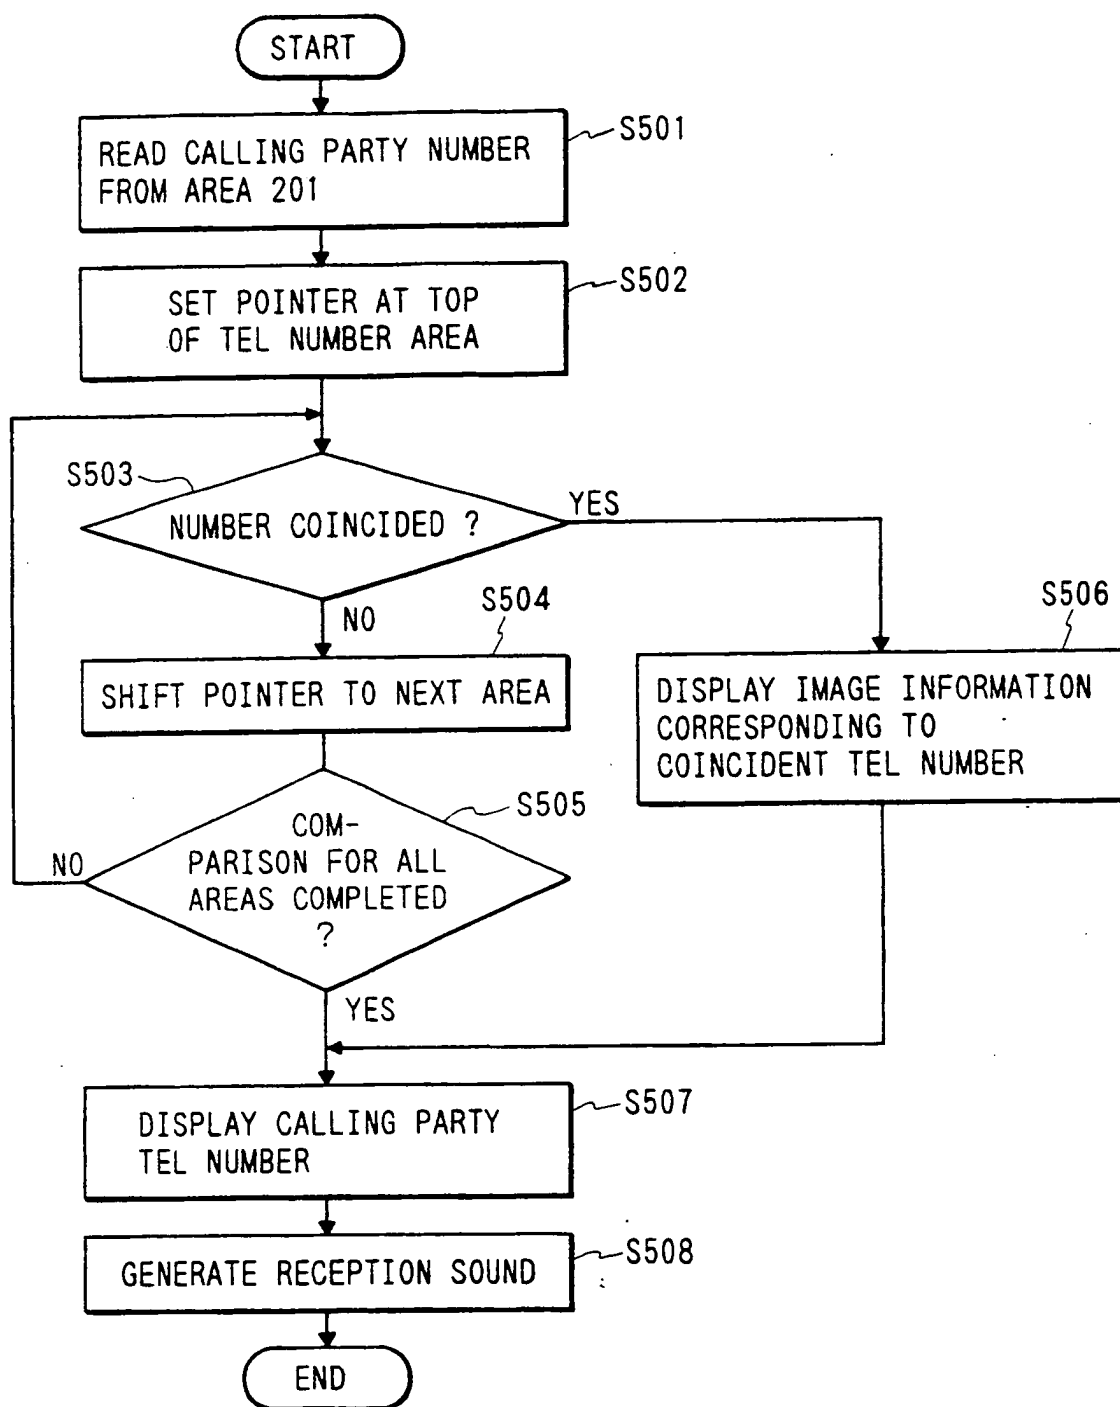 START
READ CALLING PARTY NUMBER
FROM AREA 201
S501
SET POINTER AT TOP
OF TEL NUMBER AREA
S502
S503
NUMBER COINCIDED ?
YES
NO
S504
SHIFT POINTER TO NEXT AREA
S506
DISPLAY IMAGE INFORMATION
CORRESPONDING TO
COINCIDENT TEL NUMBER
S505
COM-
PARISON FOR ALL
AREAS COMPLETED
?
NO
YES
DISPLAY CALLING PARTY
TEL NUMBER
S507
GENERATE RECEPTION SOUND
S508
END